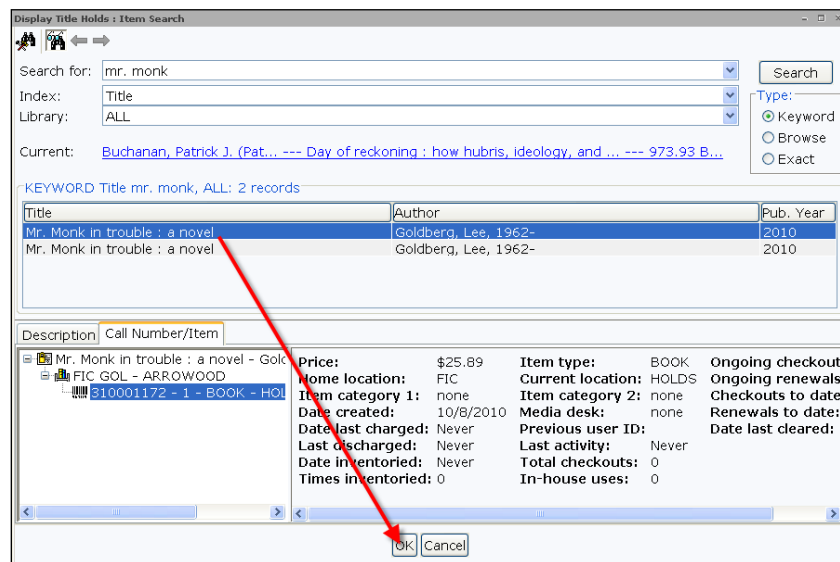 Display Title Holds : Item Search
Search for: mr. monk Search
Index: Title Type:
Library: ALL Keyword
Browse
Current: Buchanan, Patrick J. (Pat... --- Day of reckoning : how hubris, ideology, and ... --- 973.93 B...
Exact
KEYWORD Title mr. monk, ALL: 2 records
Title Author Pub. Year
Mr. Monk in trouble : a novel Goldberg, Lee, 1962- 2010
Mr. Monk in trouble : a novel Goldberg, Lee, 1962- 2010
Description Call Number/Item
Mr. Monk in trouble : a novel - Gol
FIC GOL - ARROWOOD
310001172 - 1 - BOOK - HOL
Price: $25.89 Item type: BOOK Ongoing checkout
Home location: FIC Current location: HOLDS Ongoing renewals
Item category 1: none Item category 2: none Checkouts to date
Date created: 10/8/2010 Media desk: none Renewals to date:
Date last charged: Never Previous user ID: Date last cleared:
Last discharged: Never Last activity: Never
Date inventoried: Never Total checkouts: 0
Times inventoried: 0 In-house uses: 0
OK Cancel